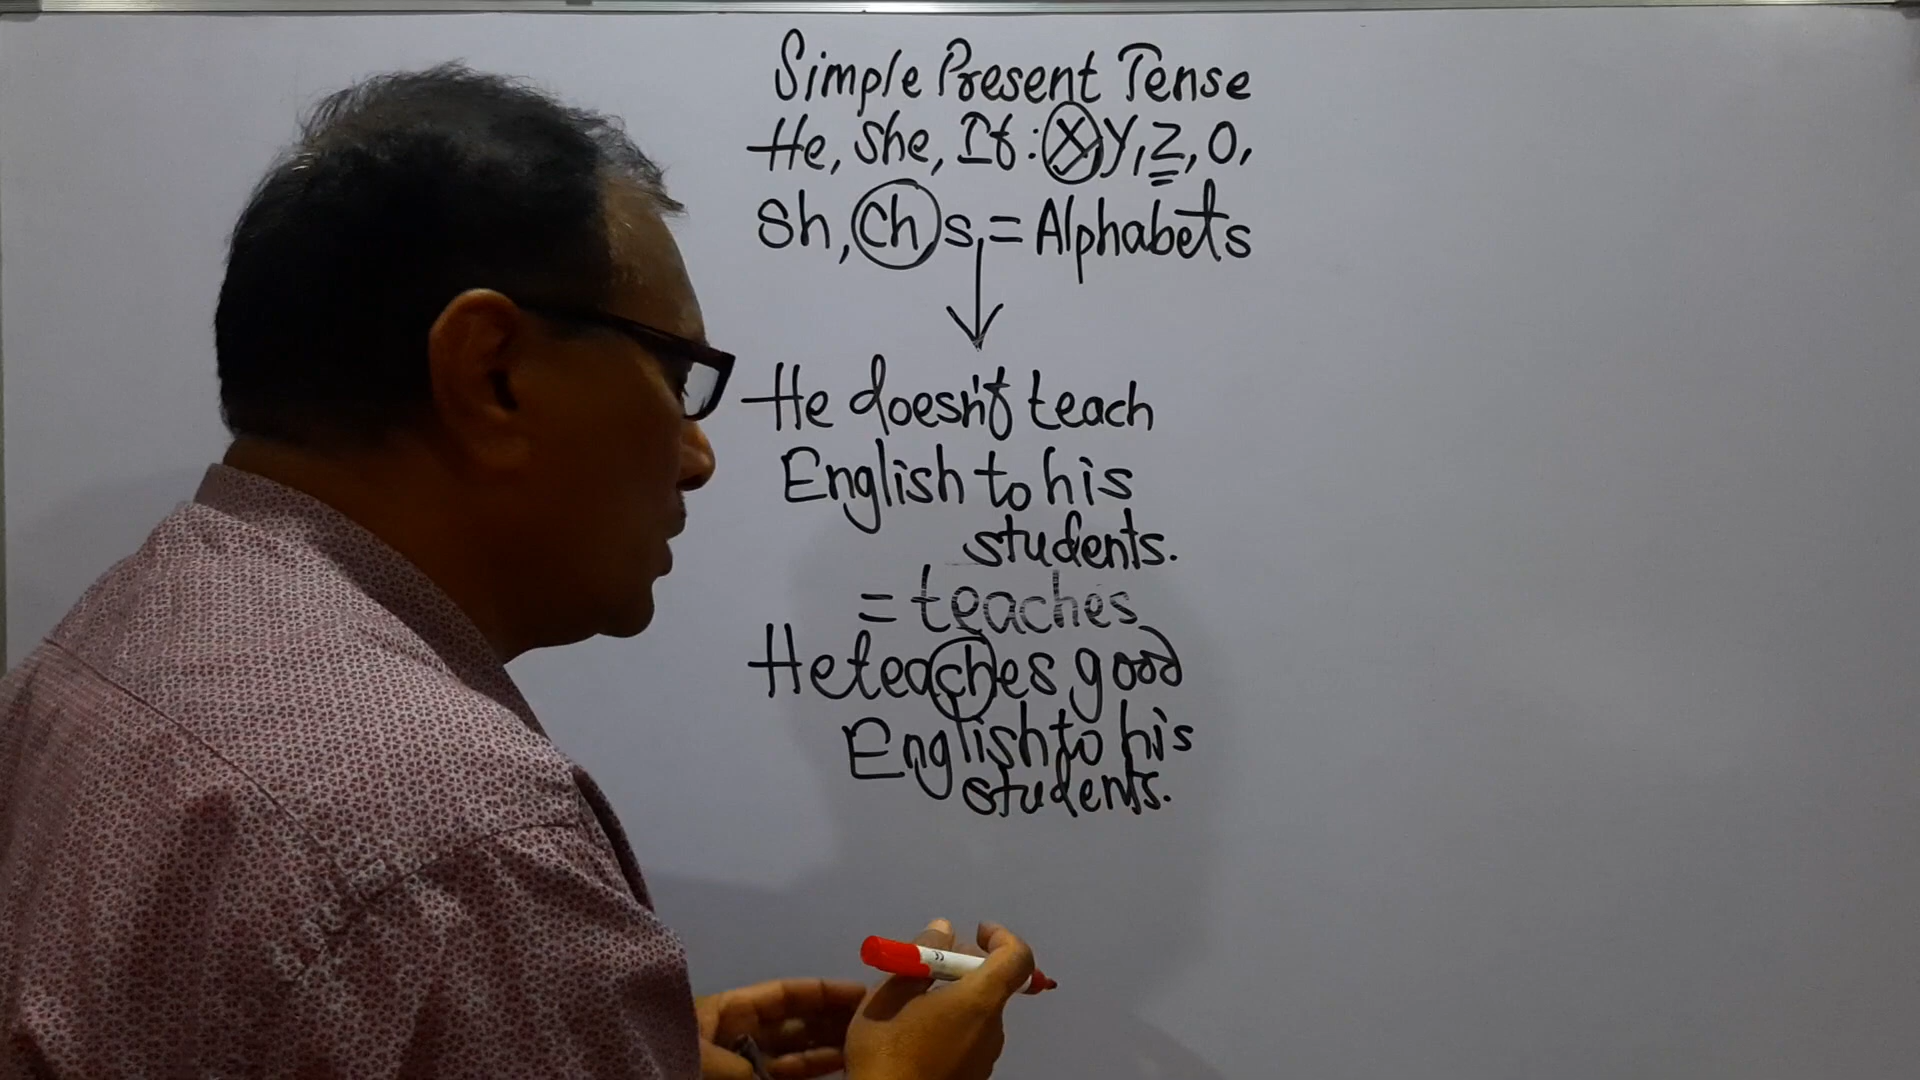 Simple Present Tense
He, She, It : X, Y, Z, O,
Sh, Ch, s, = Alphabets
He doesn't teach
English to his
students.
= teaches
He teaches good
English to his
students.